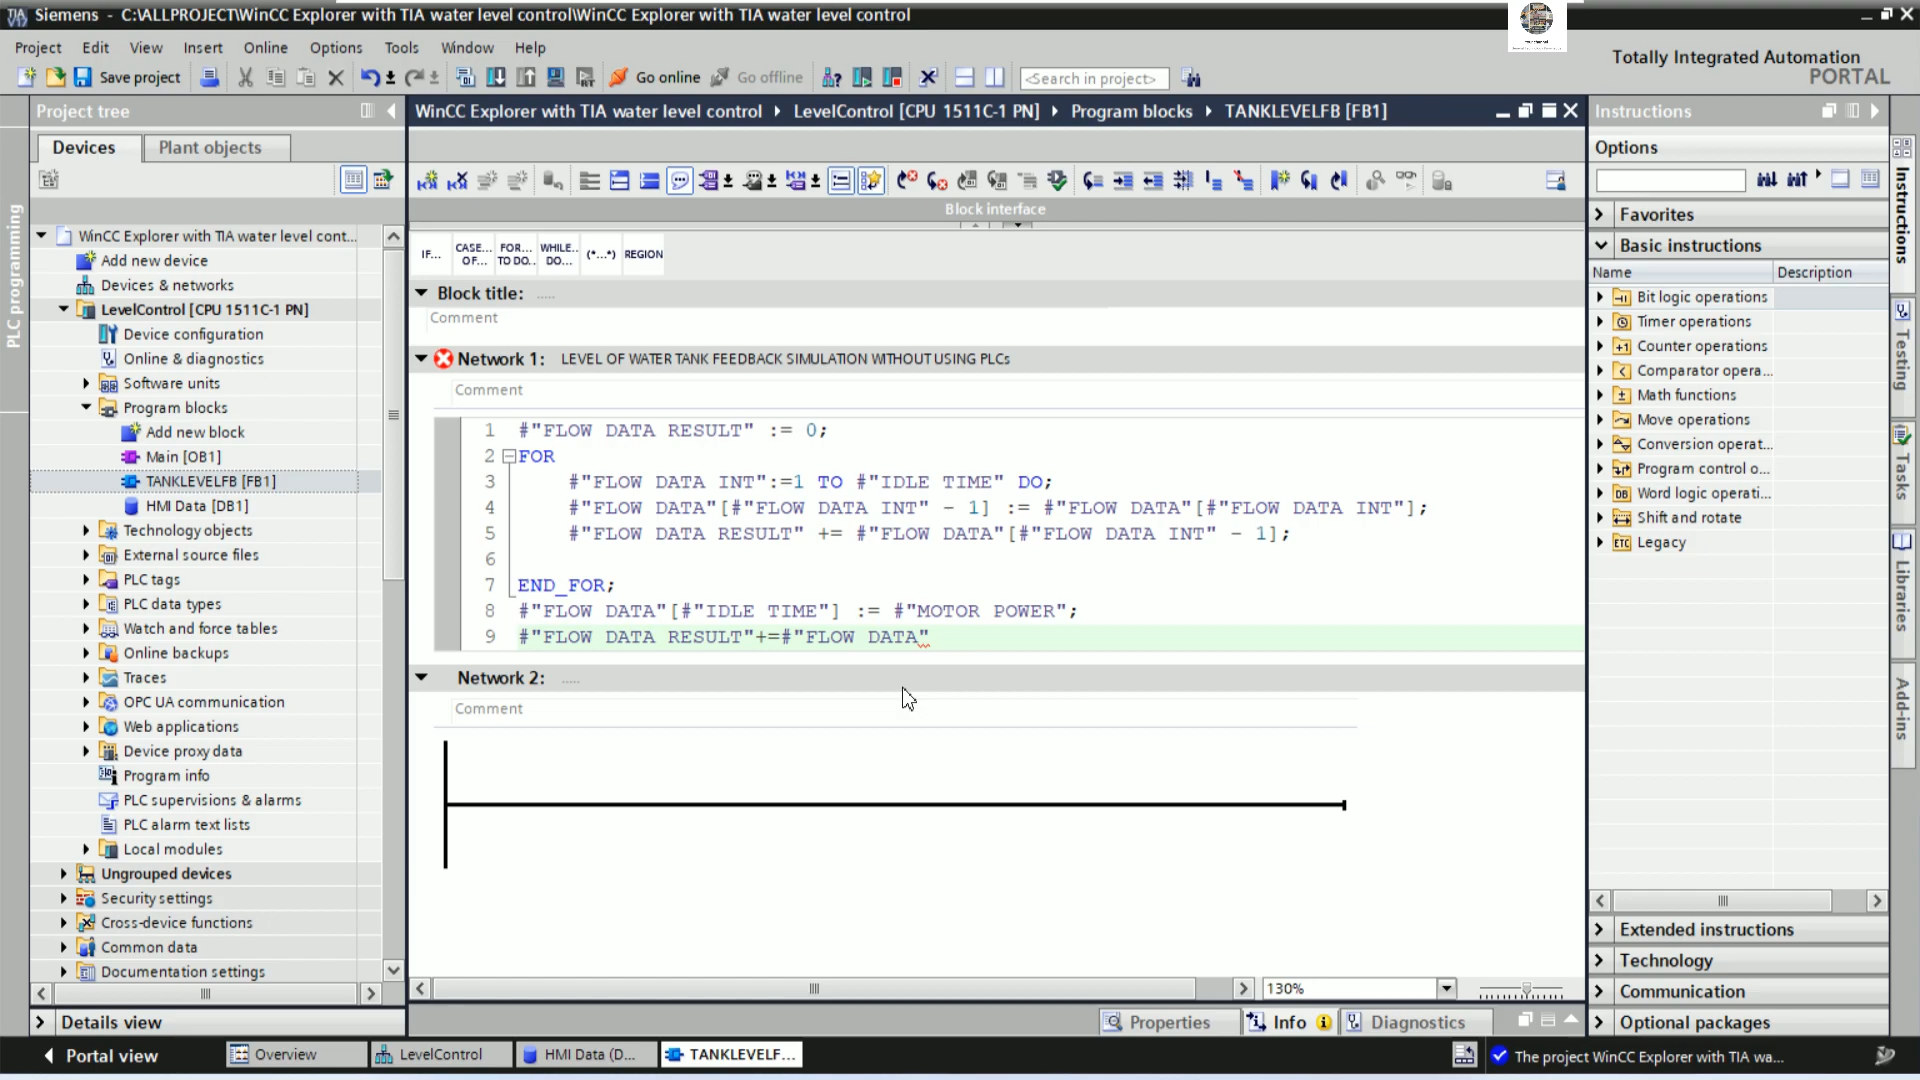 Siemens - C:\ALLPROJECT\WinCC Explorer with TIA water level control\WinCC Explorer with TIA water level control
Project Edit View Insert Online Options Tools Window Help
Totally Integrated Automation
PORTAL
Save project
Go online
Go offline
<Search in project>
Project tree
WinCC Explorer with TIA water level control
LevelControl [CPU 1511C-1 PN]
Program blocks
TANKLEVELFB [FB1]
Instructions
Devices
Plant objects
Options
PLC programming
Block interface
IF...
CASE... OF...
FOR... TO DO..
WHILE.. DO...
(*...*)
REGION
WinCC Explorer with TIA water level cont...
Add new device
Devices & networks
LevelControl [CPU 1511C-1 PN]
Device configuration
Online & diagnostics
Software units
Program blocks
Add new block
Main [OB1]
TANKLEVELFB [FB1]
HMI Data [DB1]
Technology objects
External source files
PLC tags
PLC data types
Watch and force tables
Online backups
Traces
OPC UA communication
Web applications
Device proxy data
Program info
PLC supervisions & alarms
PLC alarm text lists
Local modules
Ungrouped devices
Security settings
Cross-device functions
Common data
Documentation settings
Details view
Block title: .....
Comment
Network 1: LEVEL OF WATER TANK FEEDBACK SIMULATION WITHOUT USING PLCs
Comment
1 #"FLOW DATA RESULT" := 0;
2 FOR
3 #"FLOW DATA INT":=1 TO #"IDLE TIME" DO;
4 #"FLOW DATA"[#"FLOW DATA INT" - 1] := #"FLOW DATA"[#"FLOW DATA INT"];
5 #"FLOW DATA RESULT" += #"FLOW DATA"[#"FLOW DATA INT" - 1];
6
7 END_FOR;
8 #"FLOW DATA"[#"IDLE TIME"] := #"MOTOR POWER";
9 #"FLOW DATA RESULT"+=#"FLOW DATA"
Network 2: .....
Comment
130%
Properties
Info
Diagnostics
Favorites
Basic instructions
Name Description
Bit logic operations
Timer operations
Counter operations
Comparator opera...
Math functions
Move operations
Conversion operat...
Program control o...
Word logic operati...
Shift and rotate
Legacy
Extended instructions
Technology
Communication
Optional packages
Instructions
Testing
Tasks
Libraries
Add-ins
Portal view
Overview
LevelControl
HMI Data (D...
TANKLEVELF...
The project WinCC Explorer with TIA wa...